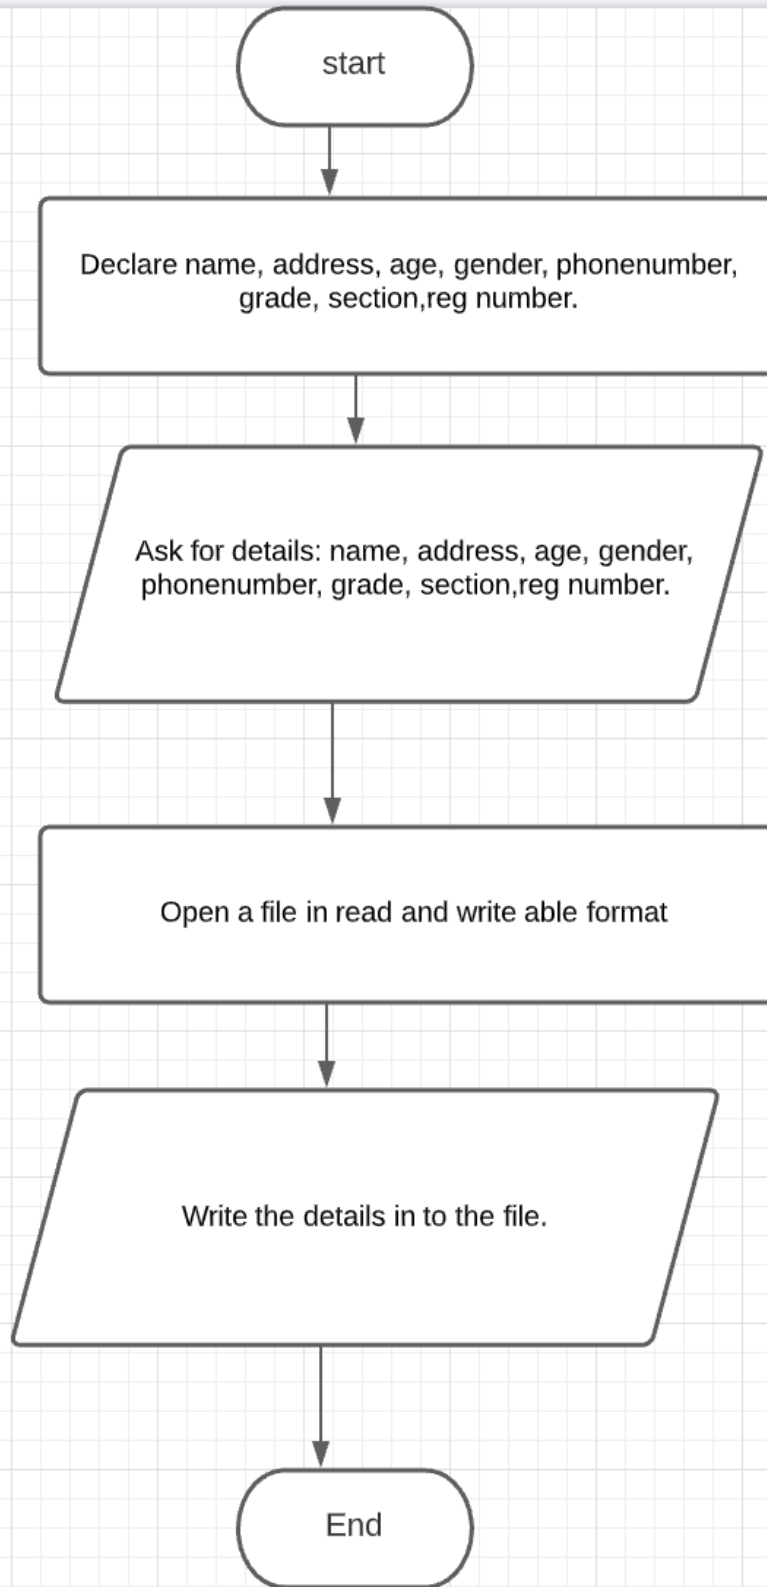 start
Declare name, address, age, gender, phonenumber,
grade, section,reg number.
Ask for details: name, address, age, gender,
phonenumber, grade, section,reg number.
Open a file in read and write able format
Write the details in to the file.
End